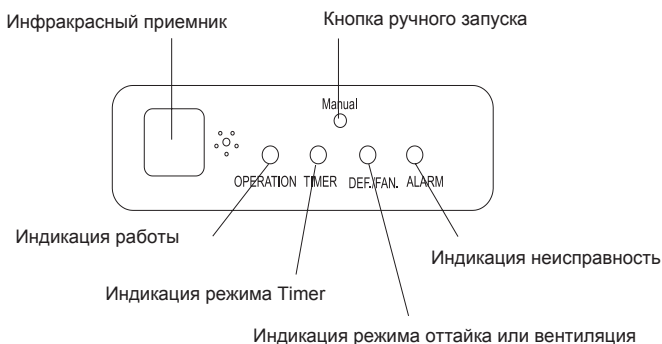 Инфракрасный приемник
Кнопка ручного запуска
Manual
OPERATION TIMER DEF./FAN. ALARM
Индикация работы
Индикация неисправность
Индикация режима Timer
Индикация режима оттайка или вентиляция